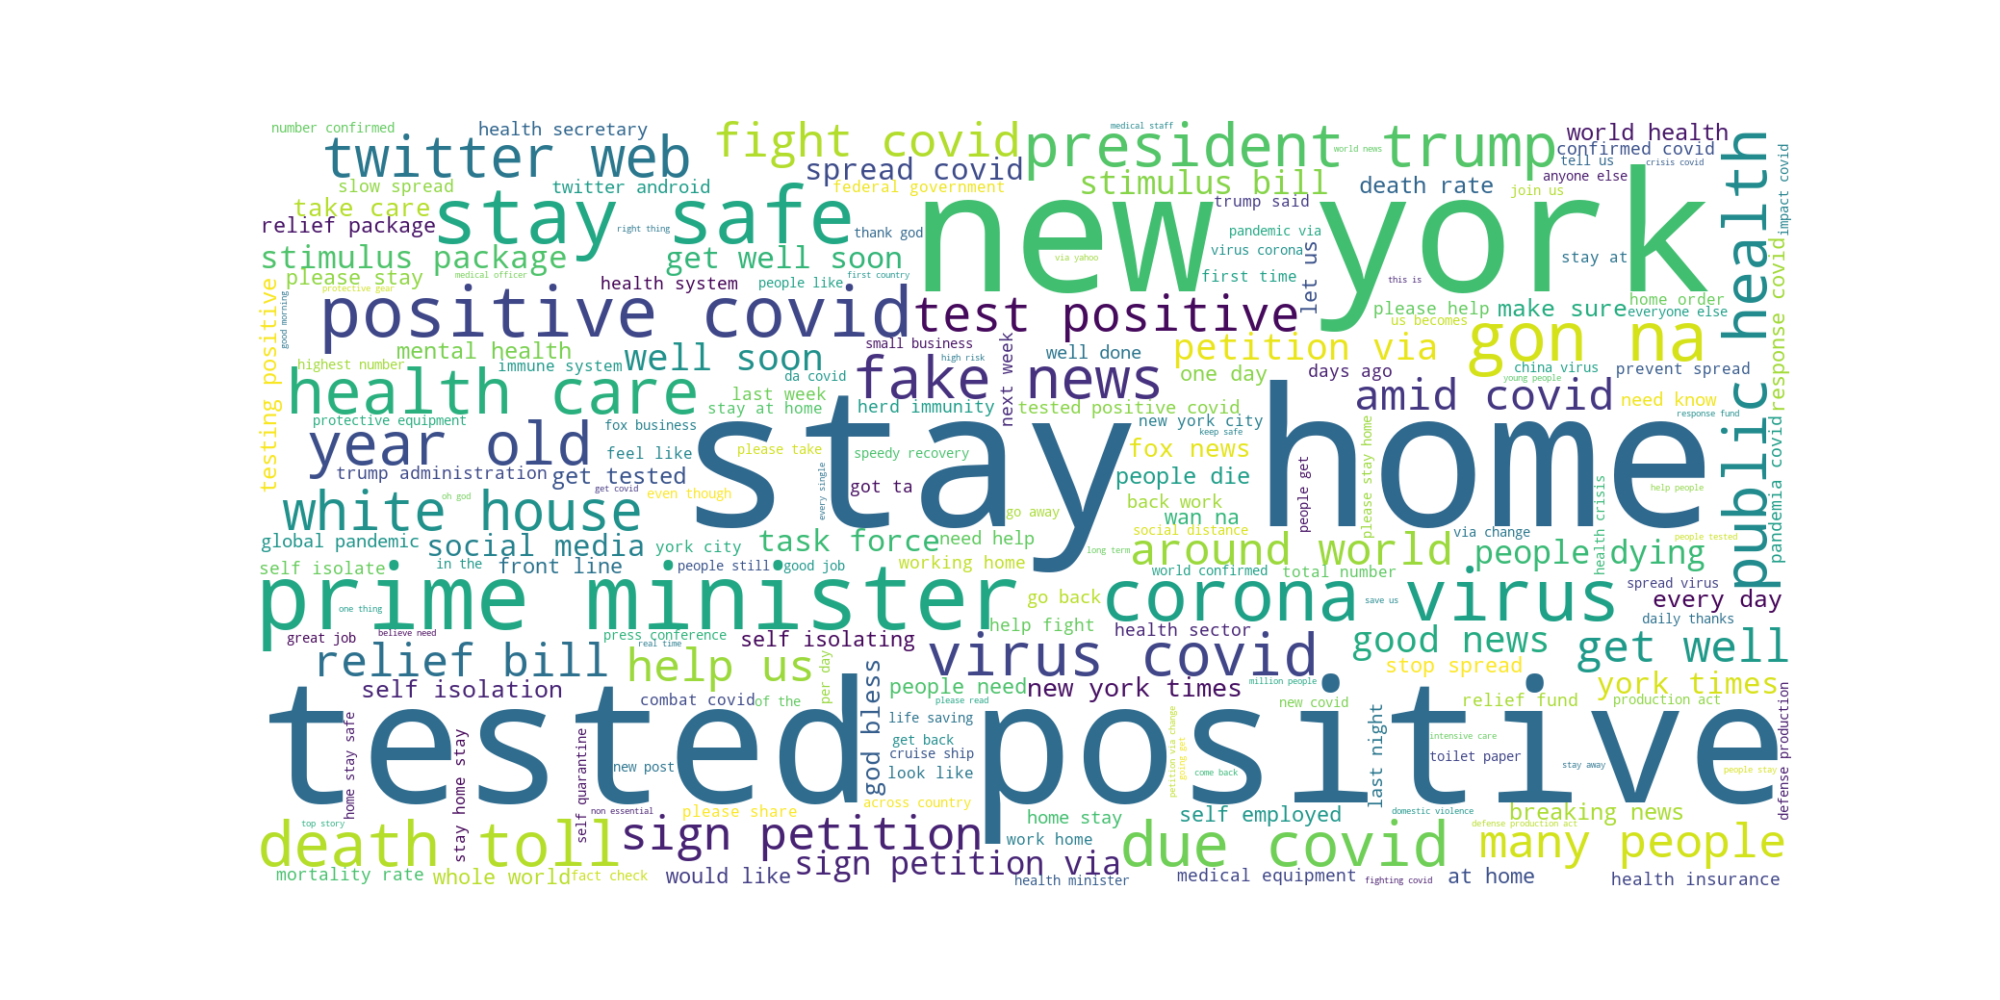 number confirmed
health secretary
twitter web
fight covid
spread covid
president trump
medical staff
world news
world health
confirmed covid
tell us
crisis covid
anyone else
join us
impact covid
public health
slow spread
twitter android
federal government
stimulus bill
death rate
take care
relief package
stay safe
right thing
thank god
new york
trump said
pandemic via
virus corona
stay at
stimulus package
get well soon
via yahoo
first time
this is
please stay
medical officer
health system
people like
first country
let us
protective gear
testing positive
good morning
positive covid
test positive
please help
make sure
home order
everyone else
us becomes
gon na
response covid
mental health
highest number
immune system
well soon
small business
high risk
next week
well done
petition via
one day
days ago
china virus
young people
prevent spread
health care
da covid
fake news
last week
stay at home
herd immunity
tested positive covid
new york city
keep safe
amid covid
need know
response fund
protective equipment
year old
fox business
feel like
please take
speedy recovery
stay home
fox news
please stay home
trump administration
get tested
get covid
even though
every single
got ta
people die
people get
help people
health crisis
pandemia covid
oh god
white house
go away
back work
wan na
social distance
via change
people tested
global pandemic
social media
york city
task force
need help
long term
around world
people dying
self isolate
in the
front line
people still
good job
working home
world confirmed
total number
spread virus
prime minister
one thing
go back
corona virus
save us
every day
daily thanks
great job
believe need
press conference
real time
self isolating
help fight
health sector
relief bill
help us
per day
god bless
virus covid
good news
get well
stop spread
self isolation
combat covid
of the
people need
please read
new york times
million people
new covid
relief fund
york times
production act
defense production
tested positive
home stay safe
stay home stay
self quarantine
new post
life saving
get back
cruise ship
look like
come back
petition via change
going get
last night
intensive care
toilet paper
stay away
people stay
top story
non essential
please share
across country
home stay
self employed
domestic violence
defense production act
breaking news
death toll
sign petition
work home
due covid
many people
mortality rate
whole world
fact check
would like
sign petition via
health minister
medical equipment
fighting covid
at home
health insurance